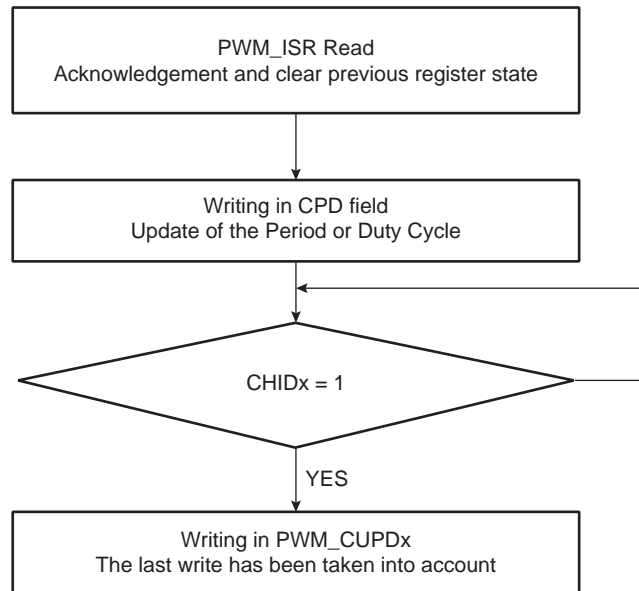 PWM_ISR Read
Acknowledgement and clear previous register state
Writing in CPD field
Update of the Period or Duty Cycle
CHIDx = 1
YES
Writing in PWM_CUPDx
The last write has been taken into account